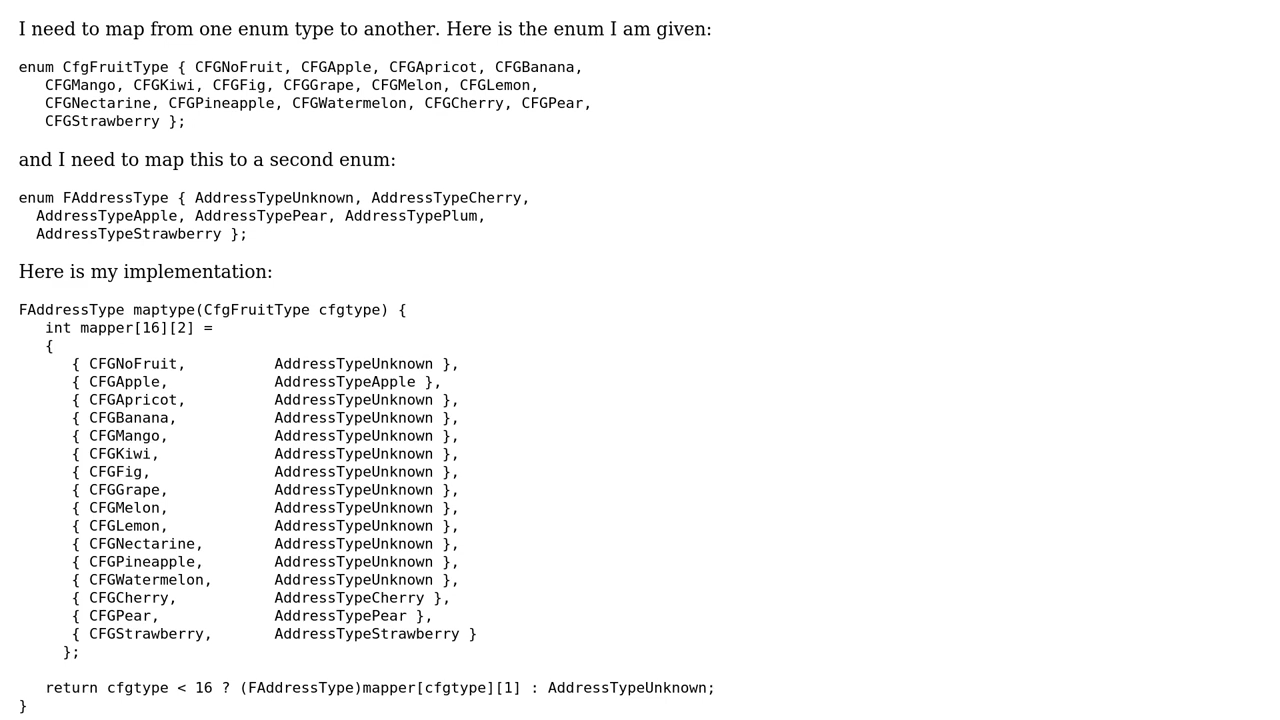 I need to map from one enum type to another. Here is the enum I am given:
enum CfgFruitType { CFGNoFruit, CFGApple, CFGApricot, CFGBanana,
   CFGMango, CFGKiwi, CFGFig, CFGGrape, CFGMelon, CFGLemon,
   CFGNectarine, CFGPineapple, CFGWatermelon, CFGCherry, CFGPear,
   CFGStrawberry };
and I need to map this to a second enum:
enum FAddressType { AddressTypeUnknown, AddressTypeCherry,
  AddressTypeApple, AddressTypePear, AddressTypePlum,
  AddressTypeStrawberry };
Here is my implementation:
FAddressType maptype(CfgFruitType cfgtype) {
   int mapper[16][2] =
   {
      { CFGNoFruit,          AddressTypeUnknown },
      { CFGApple,            AddressTypeApple },
      { CFGApricot,          AddressTypeUnknown },
      { CFGBanana,           AddressTypeUnknown },
      { CFGMango,            AddressTypeUnknown },
      { CFGKiwi,             AddressTypeUnknown },
      { CFGFig,              AddressTypeUnknown },
      { CFGGrape,            AddressTypeUnknown },
      { CFGMelon,            AddressTypeUnknown },
      { CFGLemon,            AddressTypeUnknown },
      { CFGNectarine,        AddressTypeUnknown },
      { CFGPineapple,        AddressTypeUnknown },
      { CFGWatermelon,       AddressTypeUnknown },
      { CFGCherry,           AddressTypeCherry },
      { CFGPear,             AddressTypePear },
      { CFGStrawberry,       AddressTypeStrawberry }
     };
   return cfgtype < 16 ? (FAddressType)mapper[cfgtype][1] : AddressTypeUnknown;
}